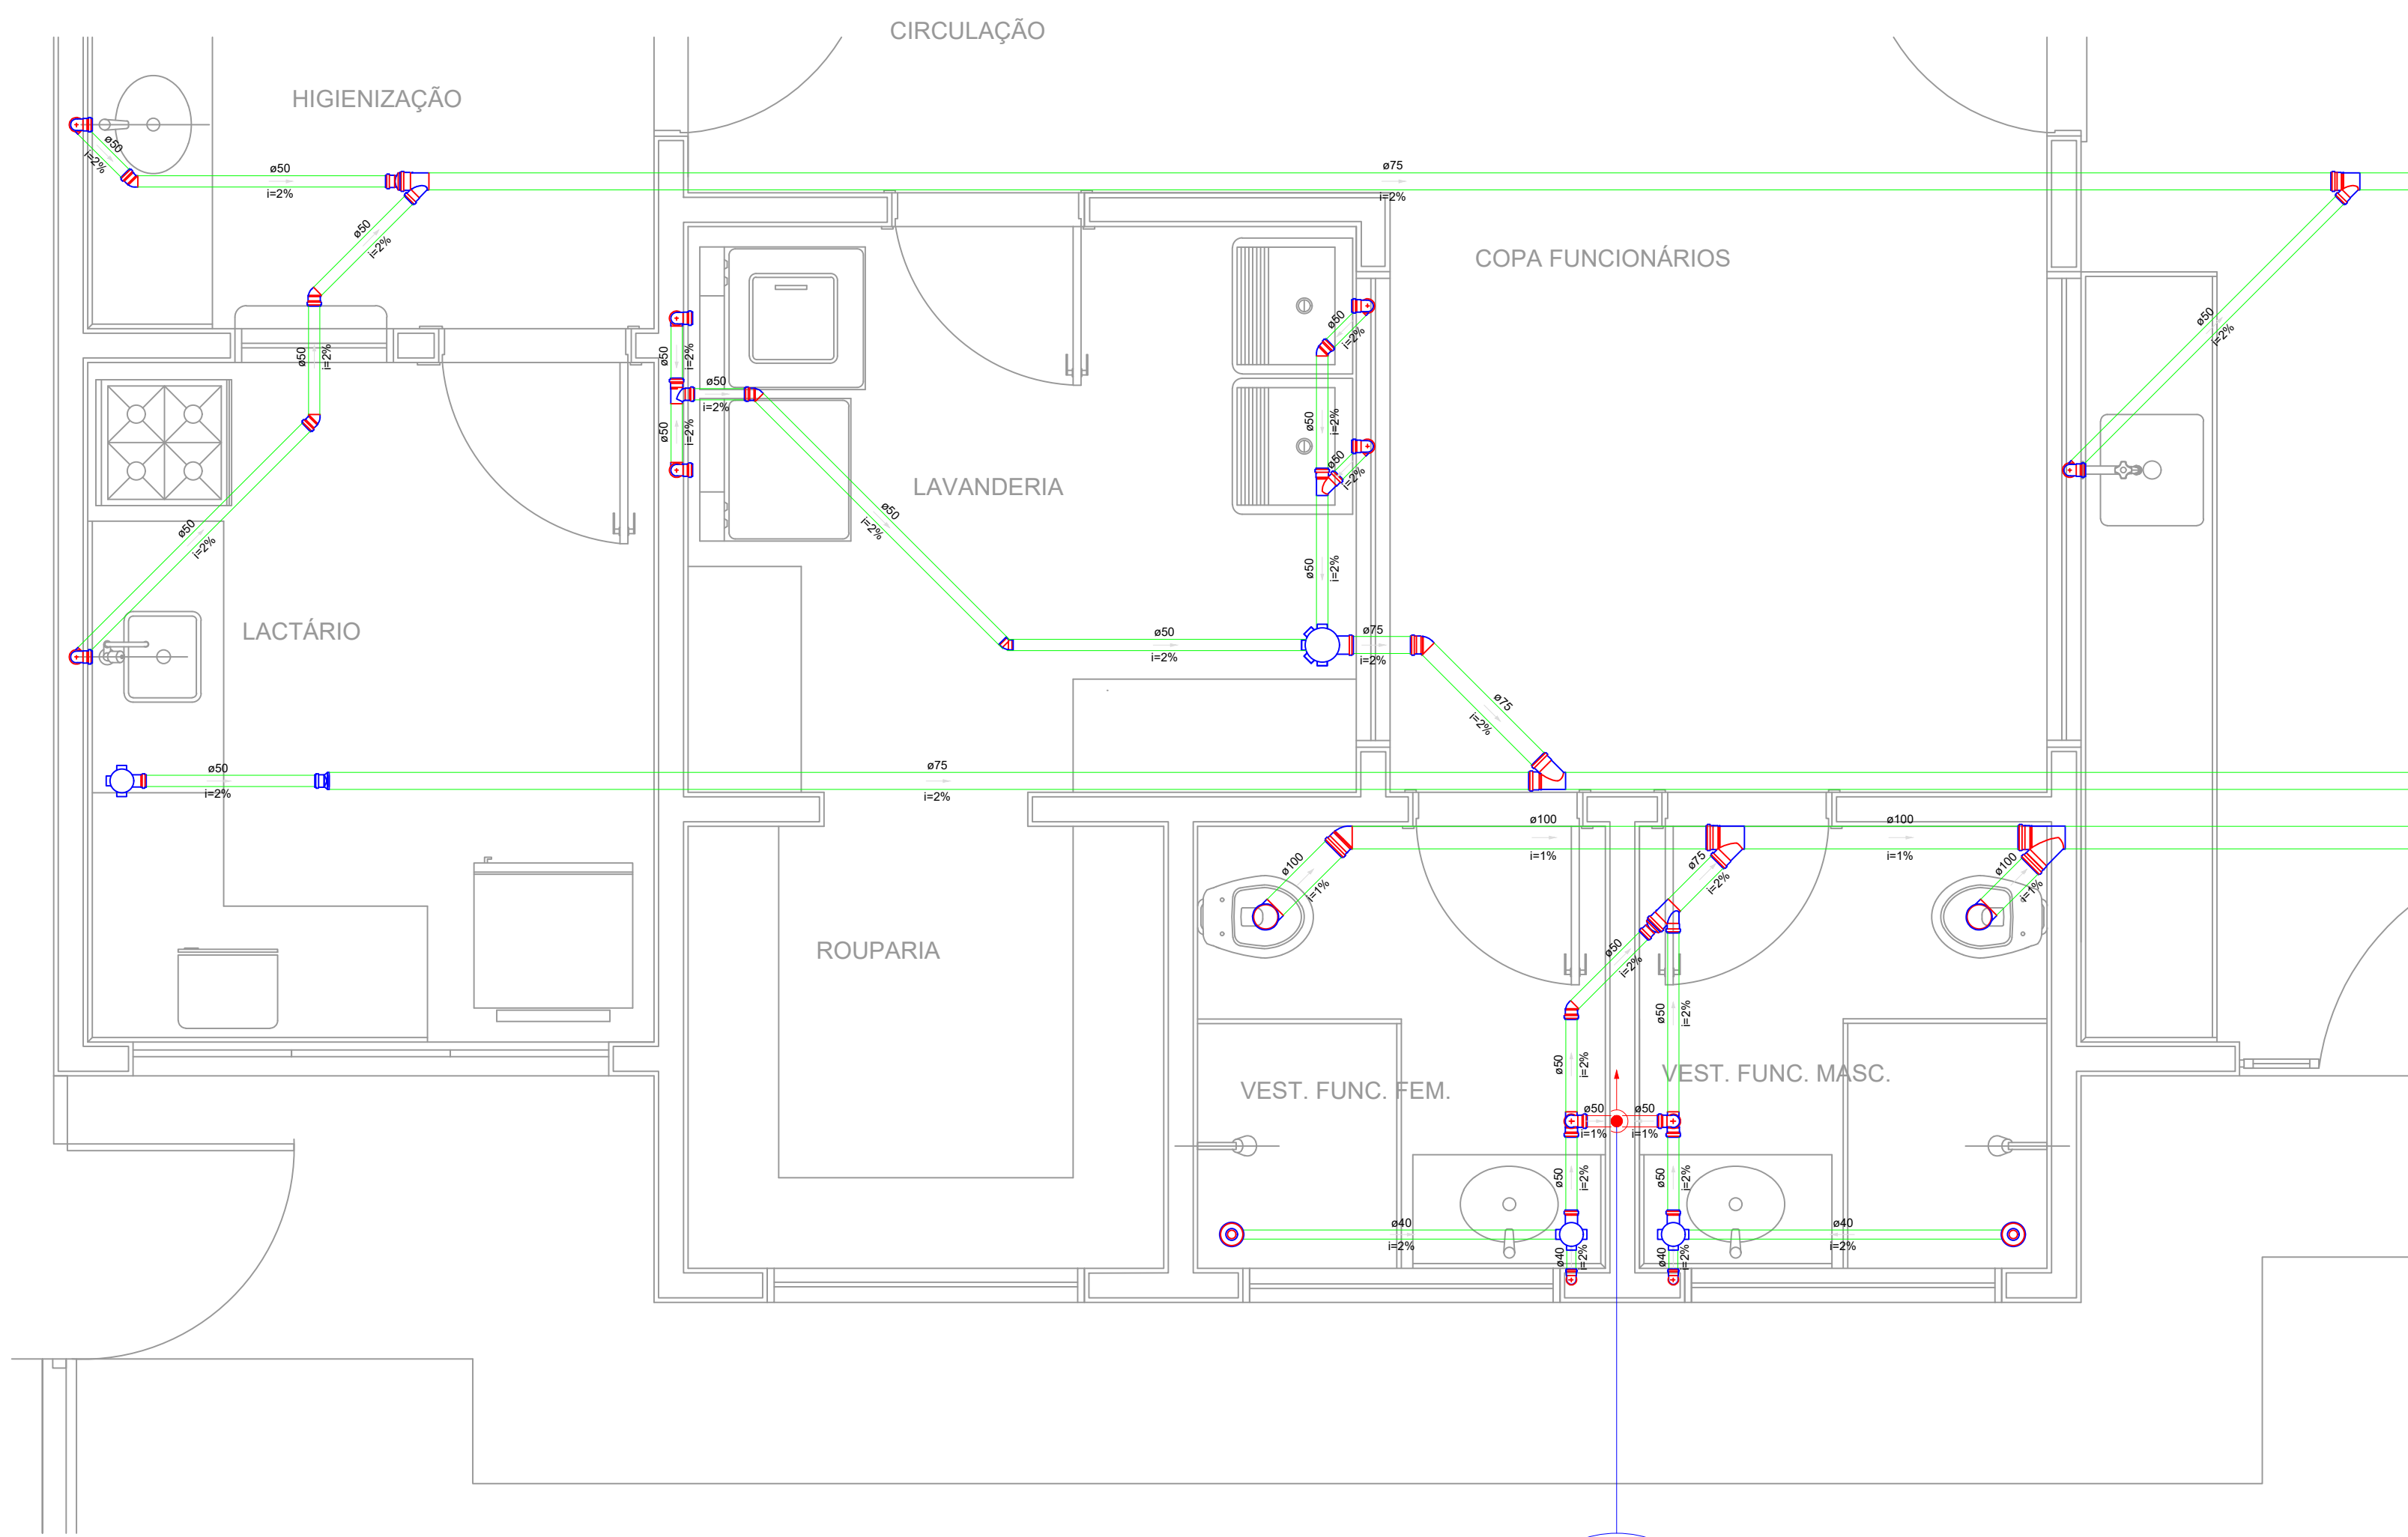 CIRCULAÇÃO
HIGIENIZAÇÃO
ø50
i=2%
ø50
i=2%
ø75
i=2%
ø50
i=2%
ø50
i=2%
COPA FUNCIONÁRIOS
ø50
i=2%
ø50
i=2%
ø50
i=2%
ø50
i=2%
ø50
i=2%
ø50
i=2%
ø50
i=2%
ø50
i=2%
LAVANDERIA
ø50
i=2%
ø50
i=2%
ø50
i=2%
LACTÁRIO
ø50
i=2%
ø75
i=2%
ø75
i=2%
ø50
i=2%
ø75
i=2%
ø100
i=1%
ø100
i=1%
ø100
i=1%
ø75
i=2%
ø100
i=1%
ROUPARIA
ø50
i=2%
ø50
i=2%
ø50
i=2%
VEST. FUNC. FEM.
VEST. FUNC. MASC.
ø50
i=1%
ø50
i=1%
ø50
i=2%
ø50
i=2%
ø40
i=2%
ø40
i=2%
ø40
i=2%
ø40
i=2%